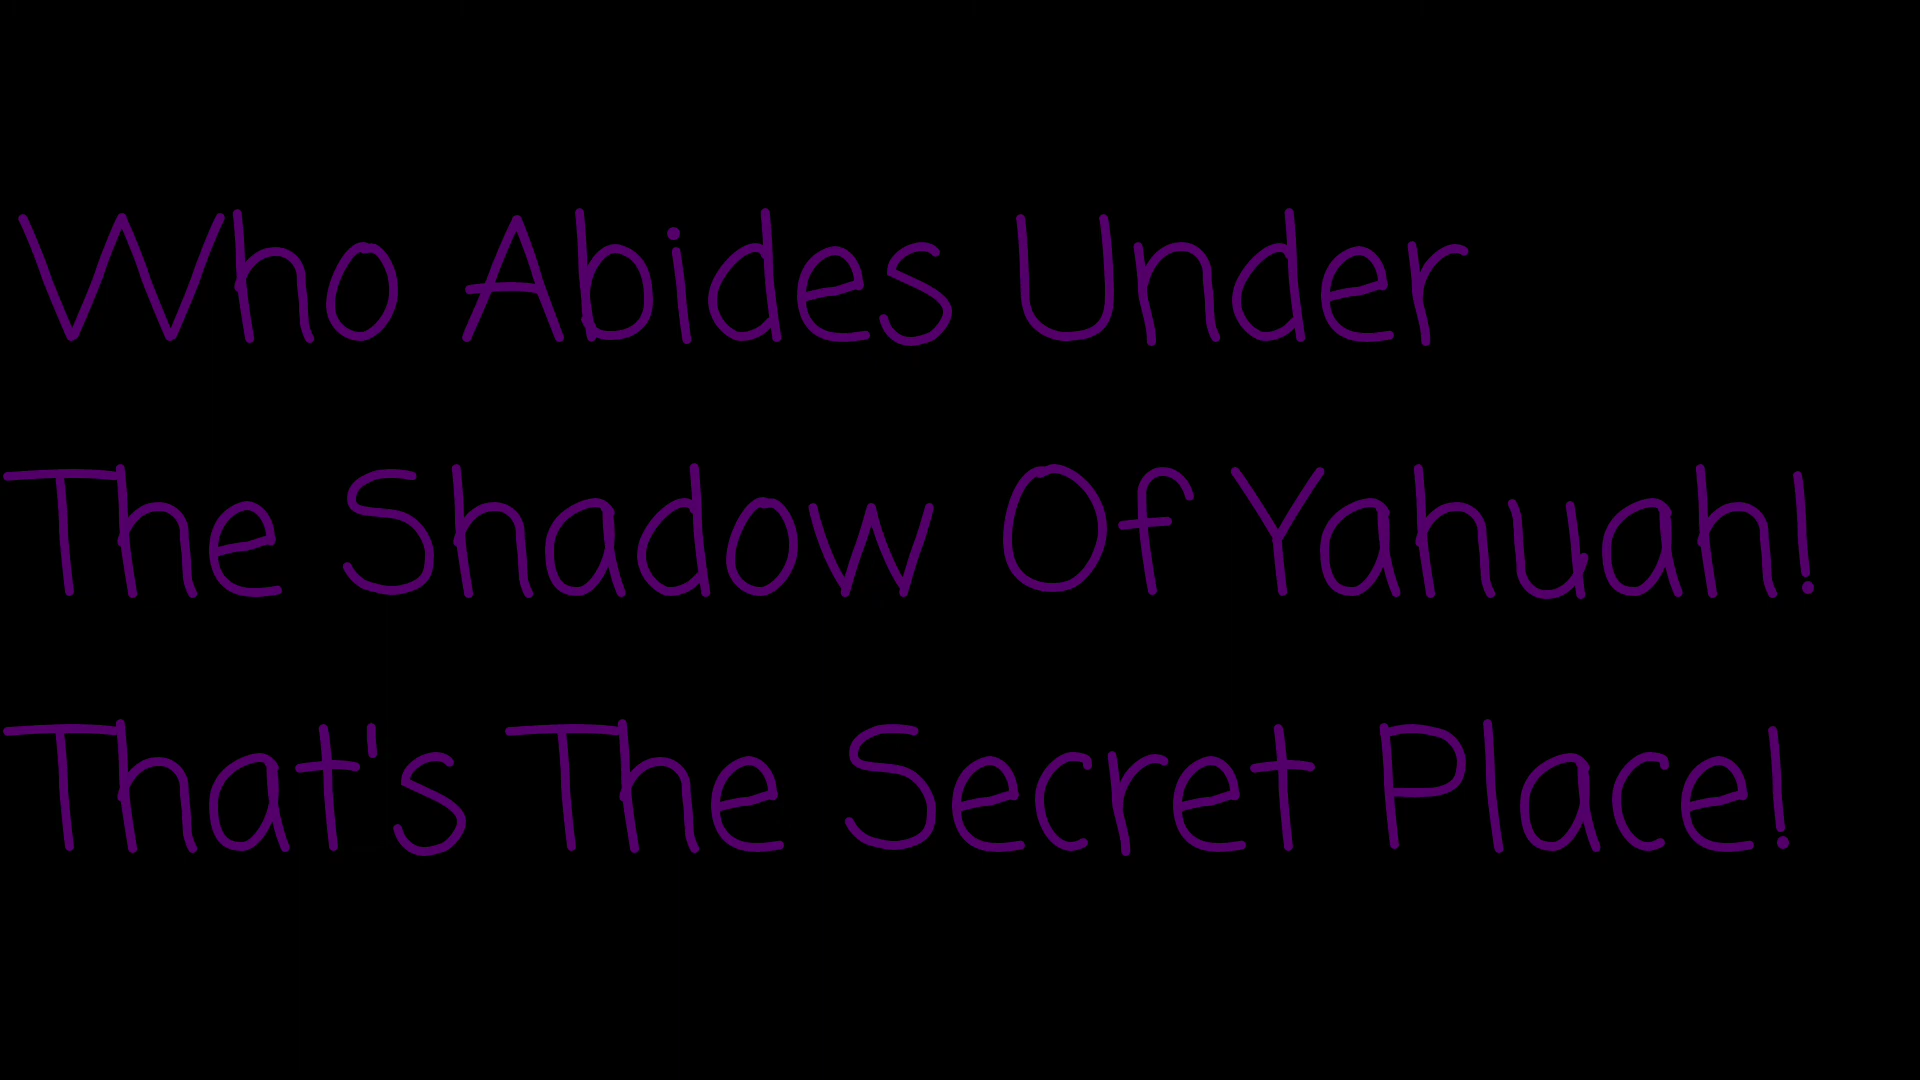 Who Abides Under
The Shadow Of Yahuah!
That's The Secret Place!